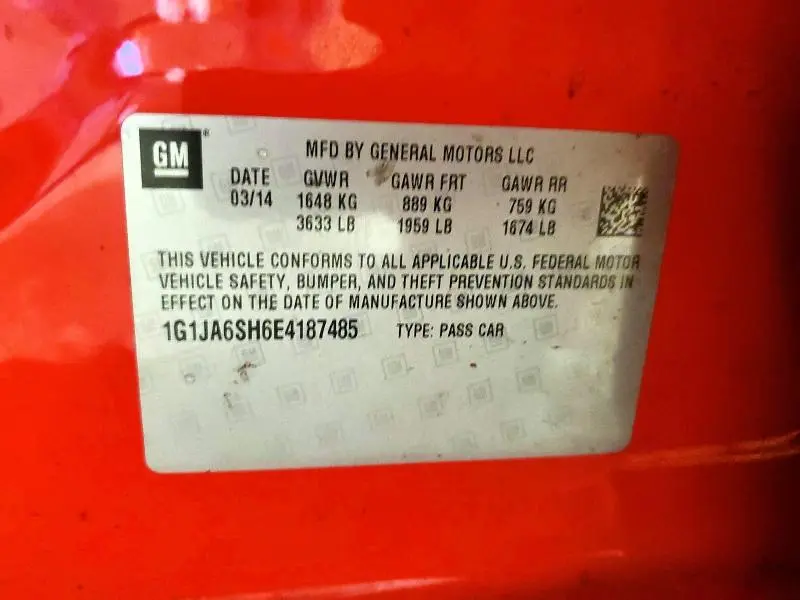 GM
MFD BY GENERAL MOTORS LLC
DATE GVWR GAWR FRT GAWR RR
03/14 1648 KG 889 KG 759 KG
3633 LB 1959 LB 1674 LB
THIS VEHICLE CONFORMS TO ALL APPLICABLE U.S. FEDERAL MOTOR
VEHICLE SAFETY, BUMPER, AND THEFT PREVENTION STANDARDS IN
EFFECT ON THE DATE OF MANUFACTURE SHOWN ABOVE.
1G1JA6SH6E4187485 TYPE: PASS CAR